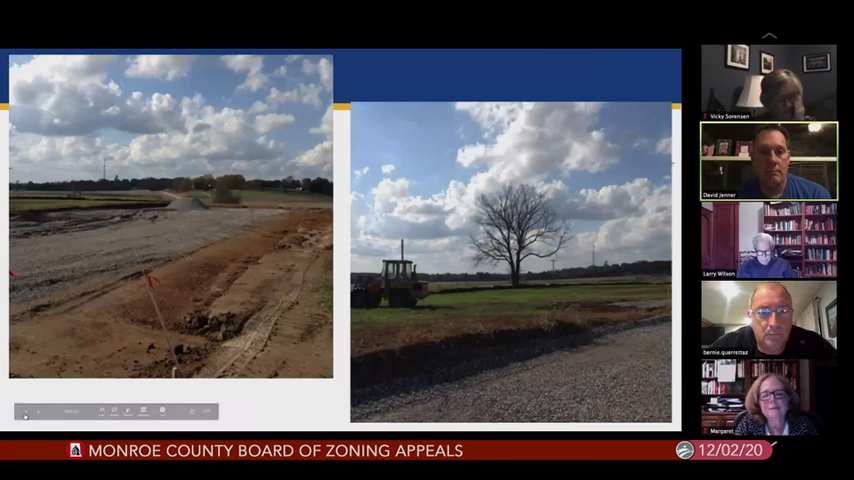 Vicky Sorensen
David Jenner
Larry Wilson
bernie.guerrettaz
Margaret
MONROE COUNTY BOARD OF ZONING APPEALS
12/02/20